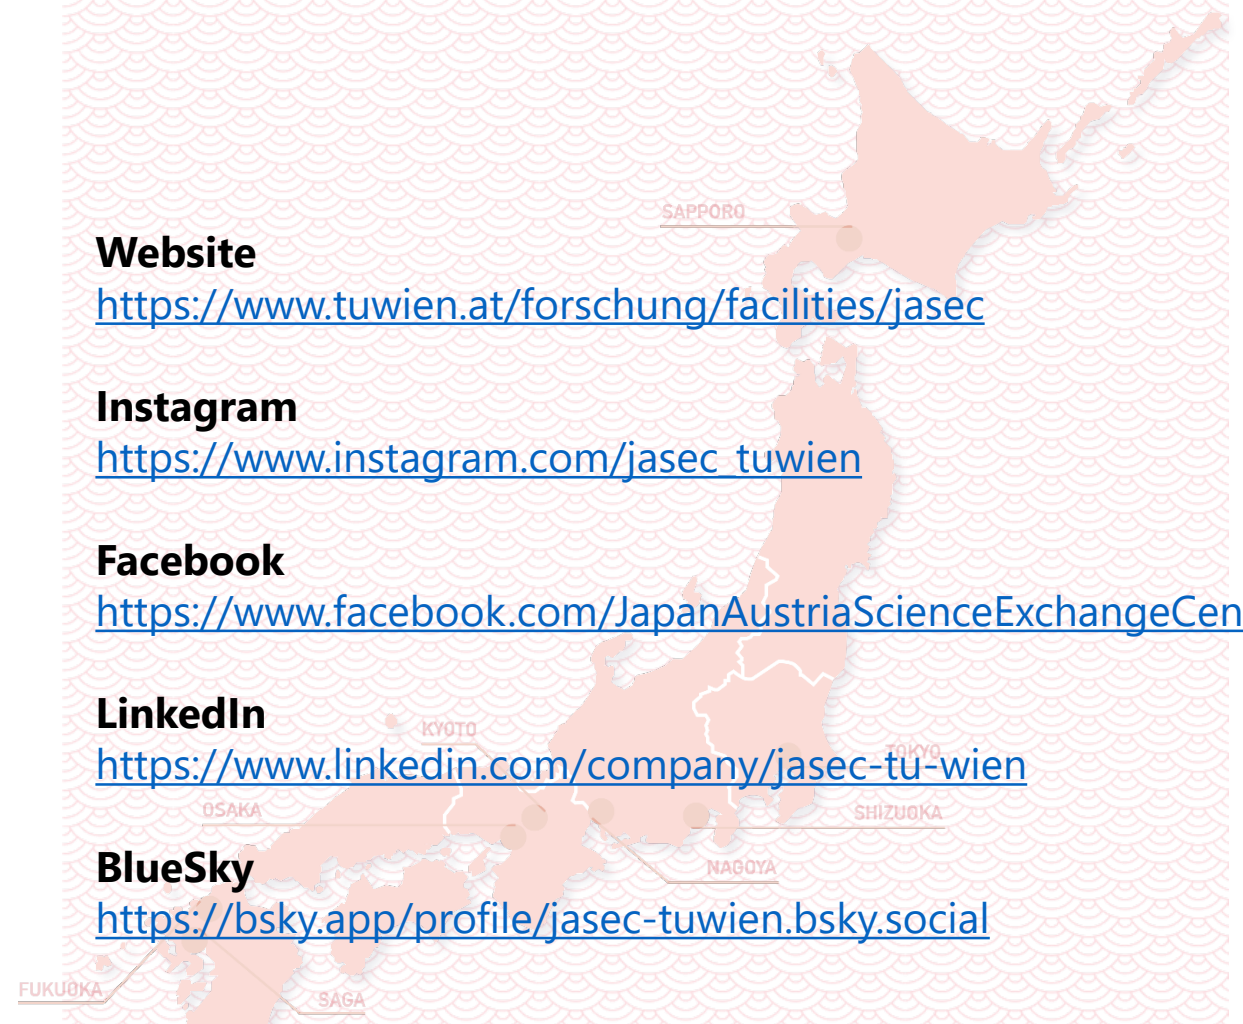 SAPPORO
Website
https://www.tuwien.at/forschung/facilities/jasec
Instagram
https://www.instagram.com/jasec_tuwien
Facebook
https://www.facebook.com/JapanAustriaScienceExchangeCen
LinkedIn
KYOTO
TOKYO
https://www.linkedin.com/company/jasec-tu-wien
OSAKA
SHIZUOKA
BlueSky
NAGOYA
https://bsky.app/profile/jasec-tuwien.bsky.social
FUKUOKA
SAGA